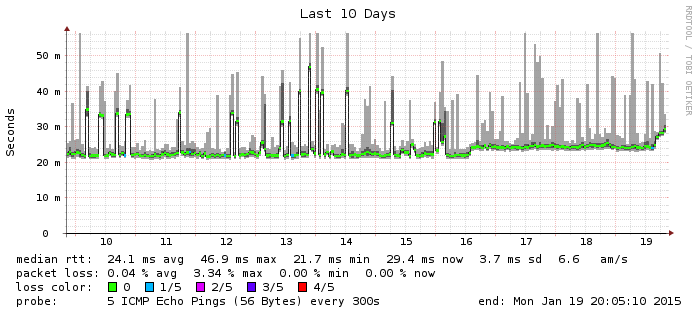 Last 10 Days
RRDTOOL / TOBI OETIKER
Seconds
50 m
40 m
30 m
20 m
10 m
0
10 11 12 13 14 15 16 17 18 19
median rtt: 24.1 ms avg 46.9 ms max 21.7 ms min 29.4 ms now 3.7 ms sd 6.6 am/s
packet loss: 0.04 % avg 3.34 % max 0.00 % min 0.00 % now
loss color: 0 1/5 2/5 3/5 4/5
probe: 5 ICMP Echo Pings (56 Bytes) every 300s end: Mon Jan 19 20:05:10 2015